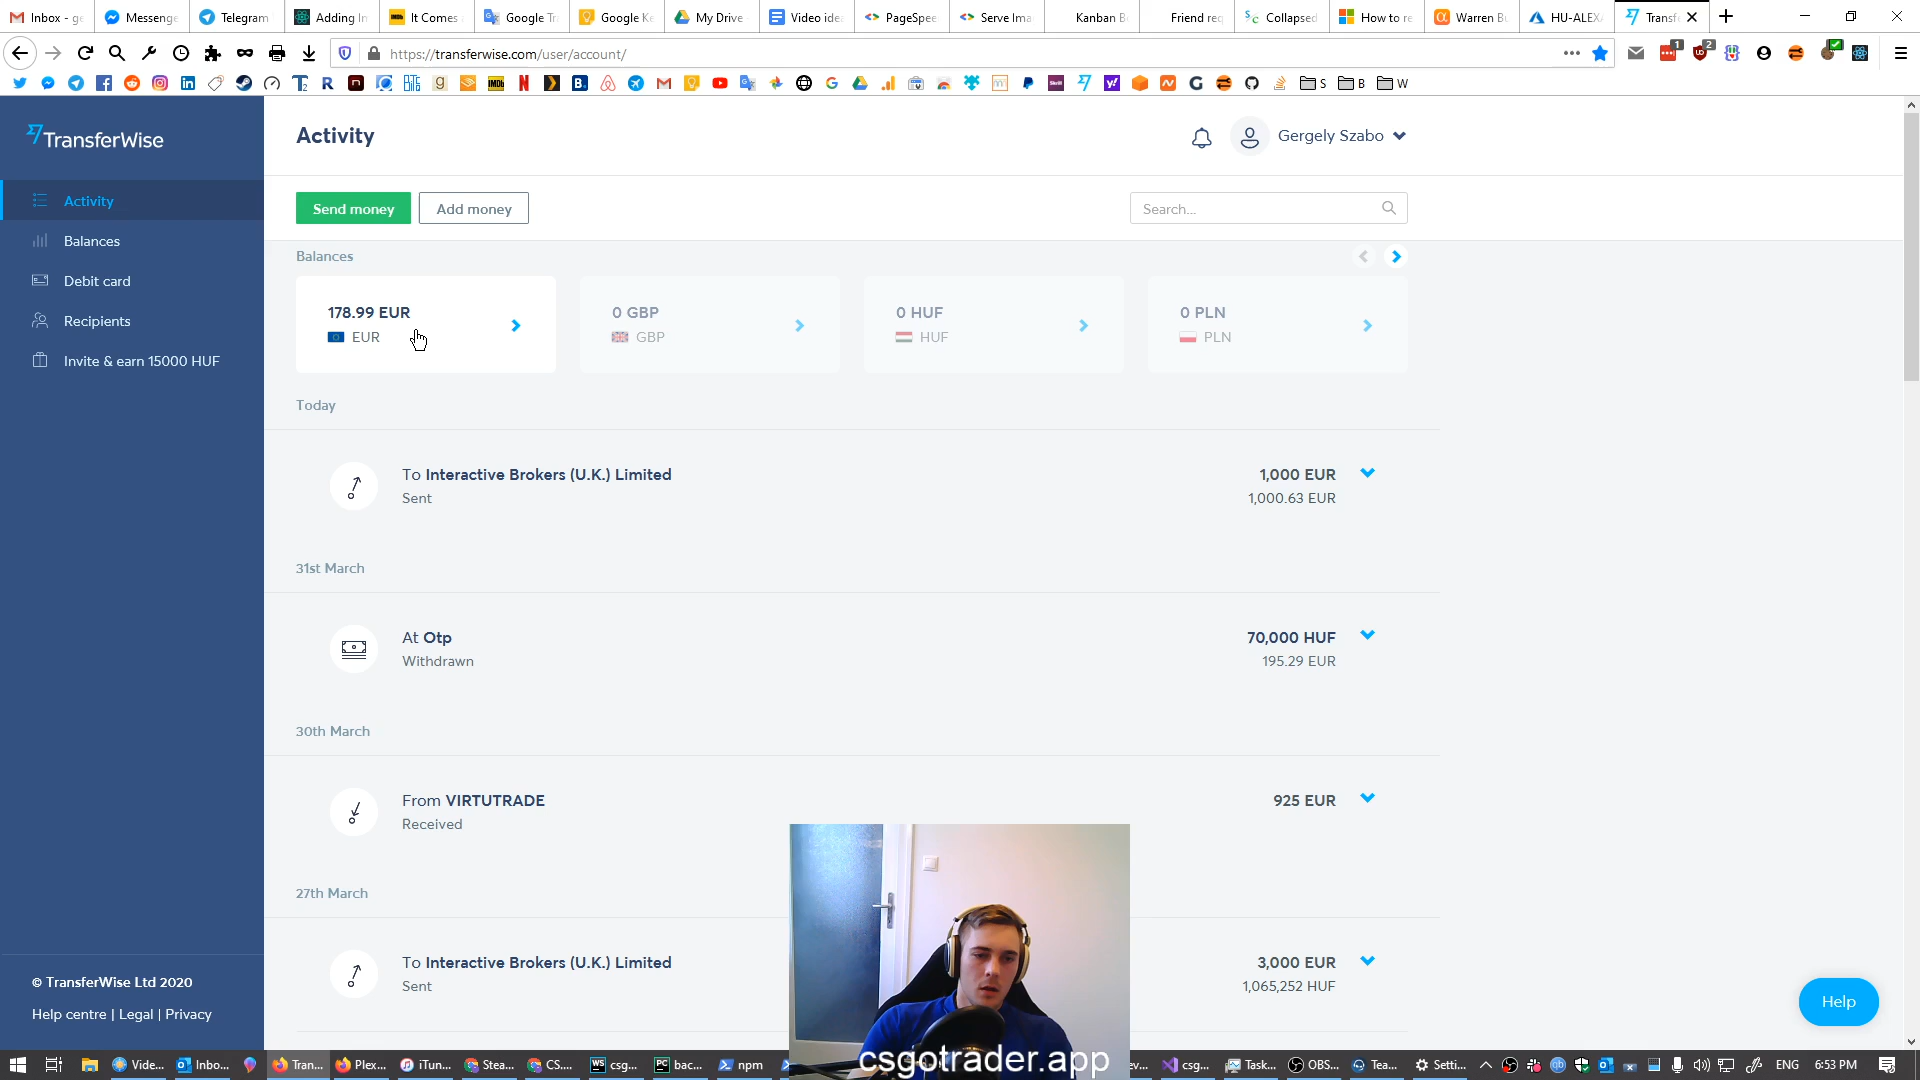 Inbox - ge
Messenge
Telegram
Adding In
It Comes
Google Tr
Google Ke
My Drive
Video idea
PageSpee
Serve Ima
Kanban B
Friend req
Collapsed
How to re
Warren Bu
HU-ALEXA
Transf
https://transferwise.com/user/account/
S
B
W
TransferWise
Activity
Gergely Szabo
Activity
Send money
Add money
Search...
Balances
Balances
Debit card
Recipients
Invite & earn 15000 HUF
178.99 EUR
EUR
0 GBP
GBP
0 HUF
HUF
0 PLN
PLN
Today
To Interactive Brokers (U.K.) Limited
1,000 EUR
Sent
1,000.63 EUR
31st March
At Otp
70,000 HUF
Withdrawn
195.29 EUR
30th March
From VIRTUTRADE
925 EUR
Received
27th March
To Interactive Brokers (U.K.) Limited
3,000 EUR
Sent
1,065,252 HUF
© TransferWise Ltd 2020
Help centre | Legal | Privacy
Help
csgotrader.app
Vide...
Inbo...
Tran...
Plex...
iTun...
Stea...
CS....
csg...
bac...
npm
ev...
csg...
Task...
OBS...
Tea...
Setti...
ENG
6:53 PM